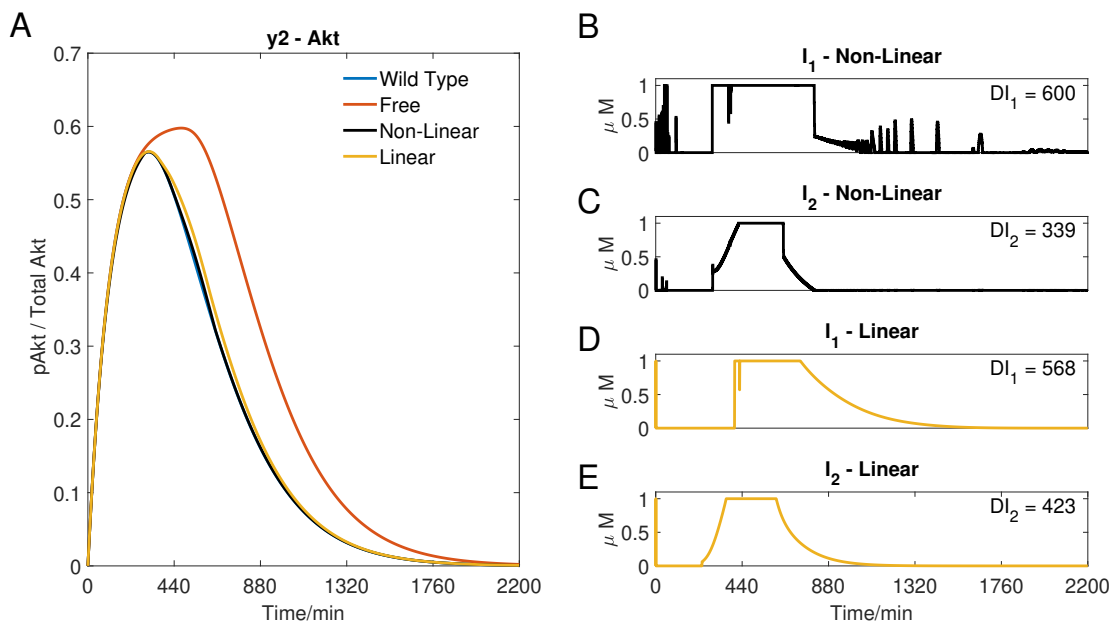 A
y2 - Akt
0.7
0.6
0.5
0.4
0.3
0.2
0.1
0
pAkt / Total Akt
Wild Type
Free
Non-Linear
Linear
0 440 880 1320 1760 2200
Time/min
B
I1 - Non-Linear
DI1 = 600
1
0.5
0
μ M
C
I2 - Non-Linear
DI2 = 339
1
0.5
0
μ M
D
I1 - Linear
DI1 = 568
1
0.5
0
μ M
E
I2 - Linear
DI2 = 423
1
0.5
0
μ M
0 440 880 1320 1760 2200
Time/min